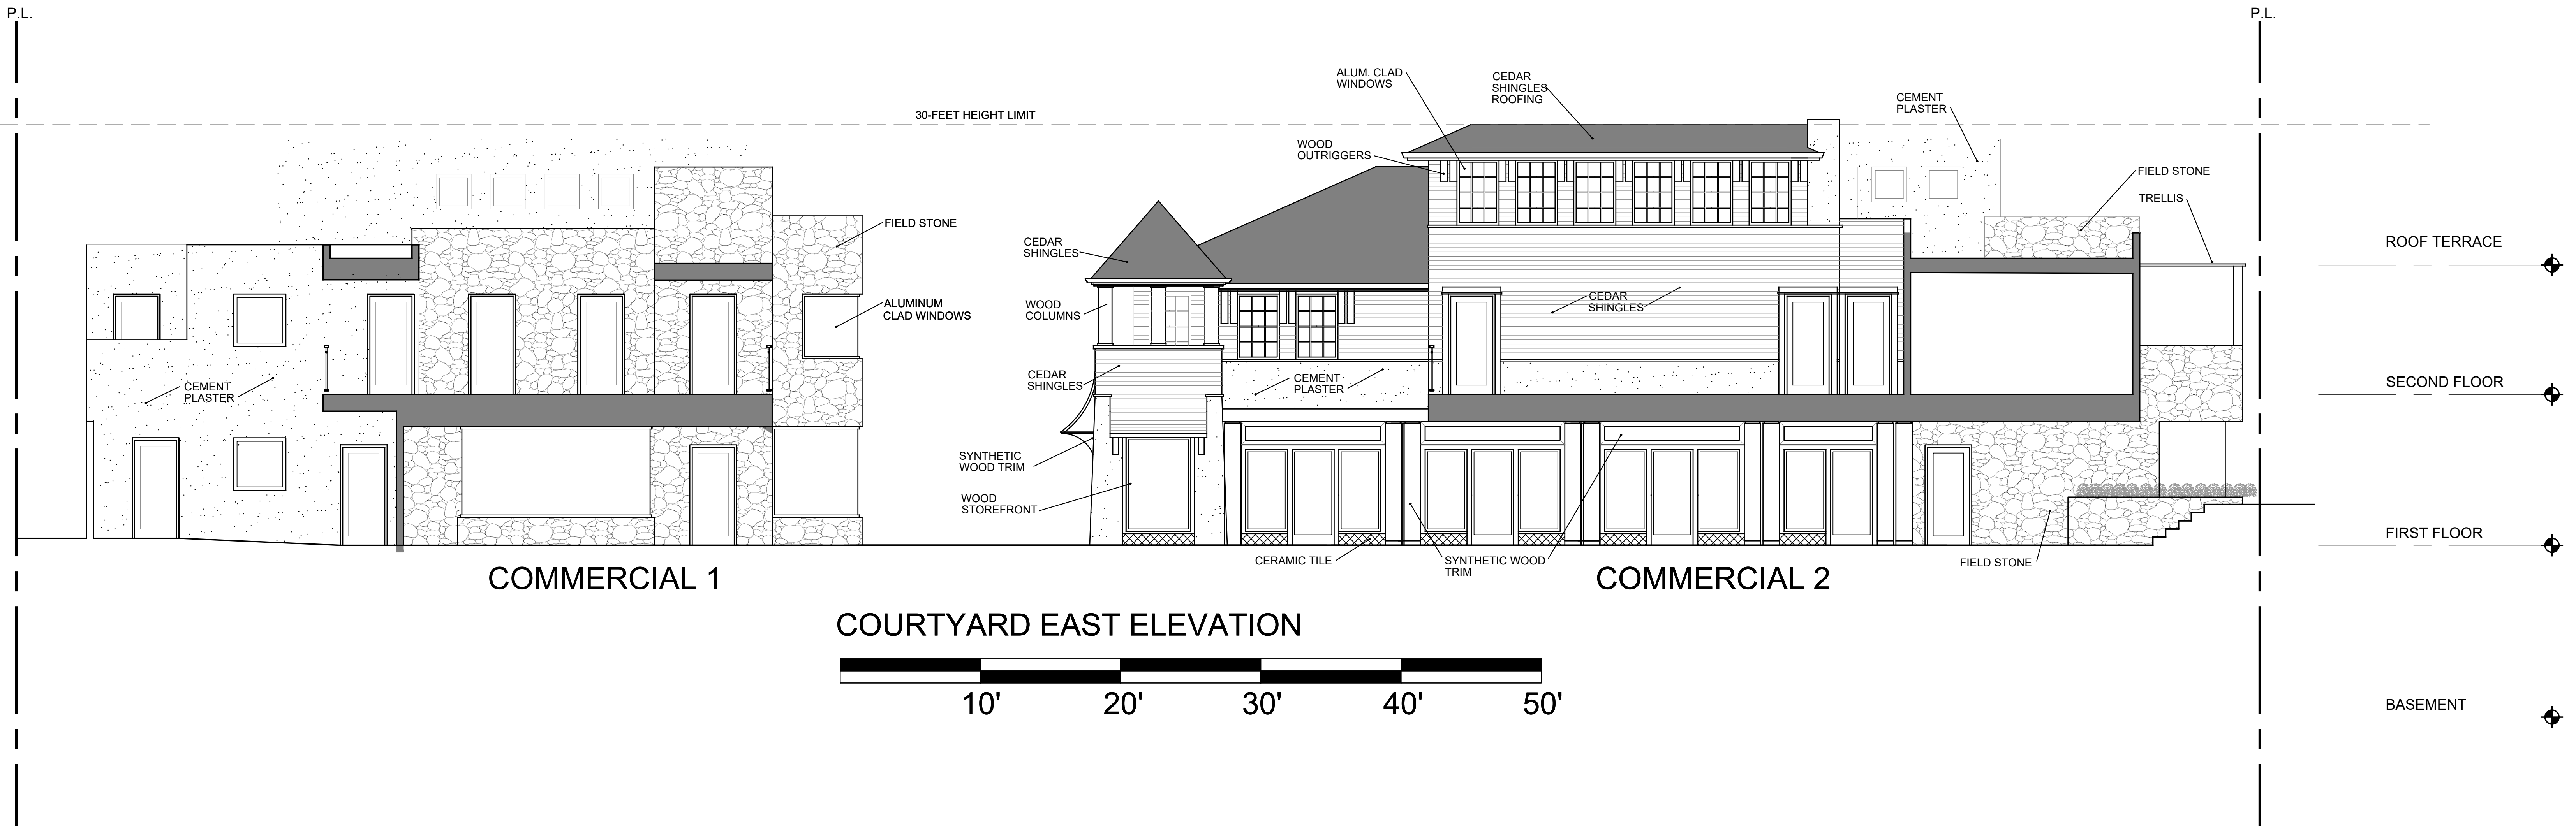 P.L.
P.L.
30-FEET HEIGHT LIMIT
ALUM. CLAD
WINDOWS
CEDAR
SHINGLES
ROOFING
CEMENT
PLASTER
WOOD
OUTRIGGERS
FIELD STONE
TRELLIS
FIELD STONE
CEDAR
SHINGLES
ROOF TERRACE
ALUMINUM
CLAD WINDOWS
WOOD
COLUMNS
CEDAR
SHINGLES
CEMENT
PLASTER
CEDAR
SHINGLES
CEMENT
PLASTER
SECOND FLOOR
SYNTHETIC
WOOD TRIM
WOOD
STOREFRONT
FIRST FLOOR
CERAMIC TILE
SYNTHETIC WOOD
TRIM
FIELD STONE
COMMERCIAL 1
COMMERCIAL 2
COURTYARD EAST ELEVATION
10'
20'
30'
40'
50'
BASEMENT